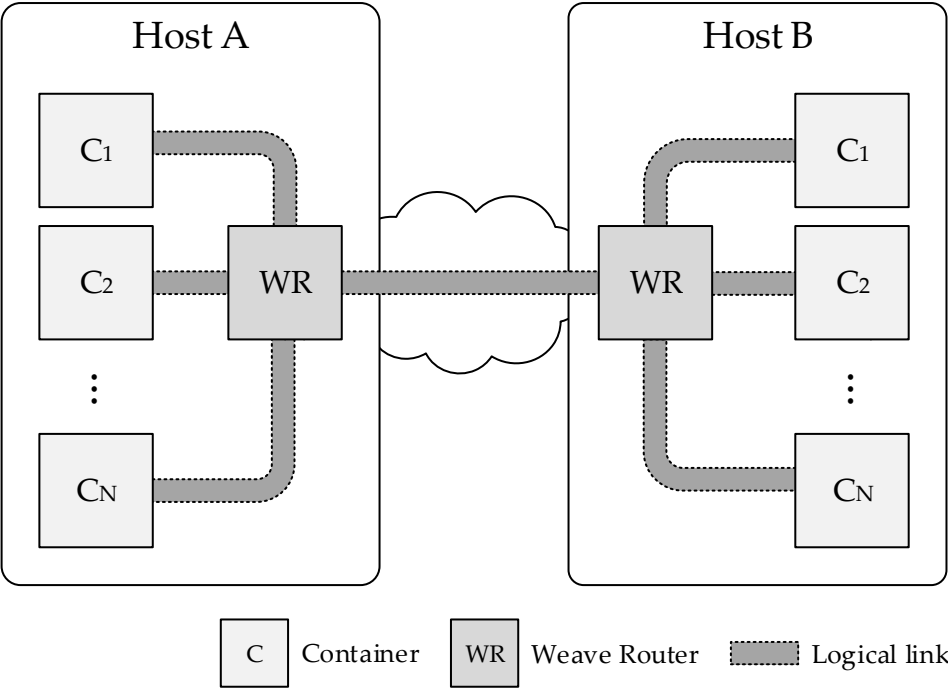 Host A
Host B
C1
C1
C2
WR
WR
C2
⋮
⋮
CN
CN
C Container WR Weave Router Logical link